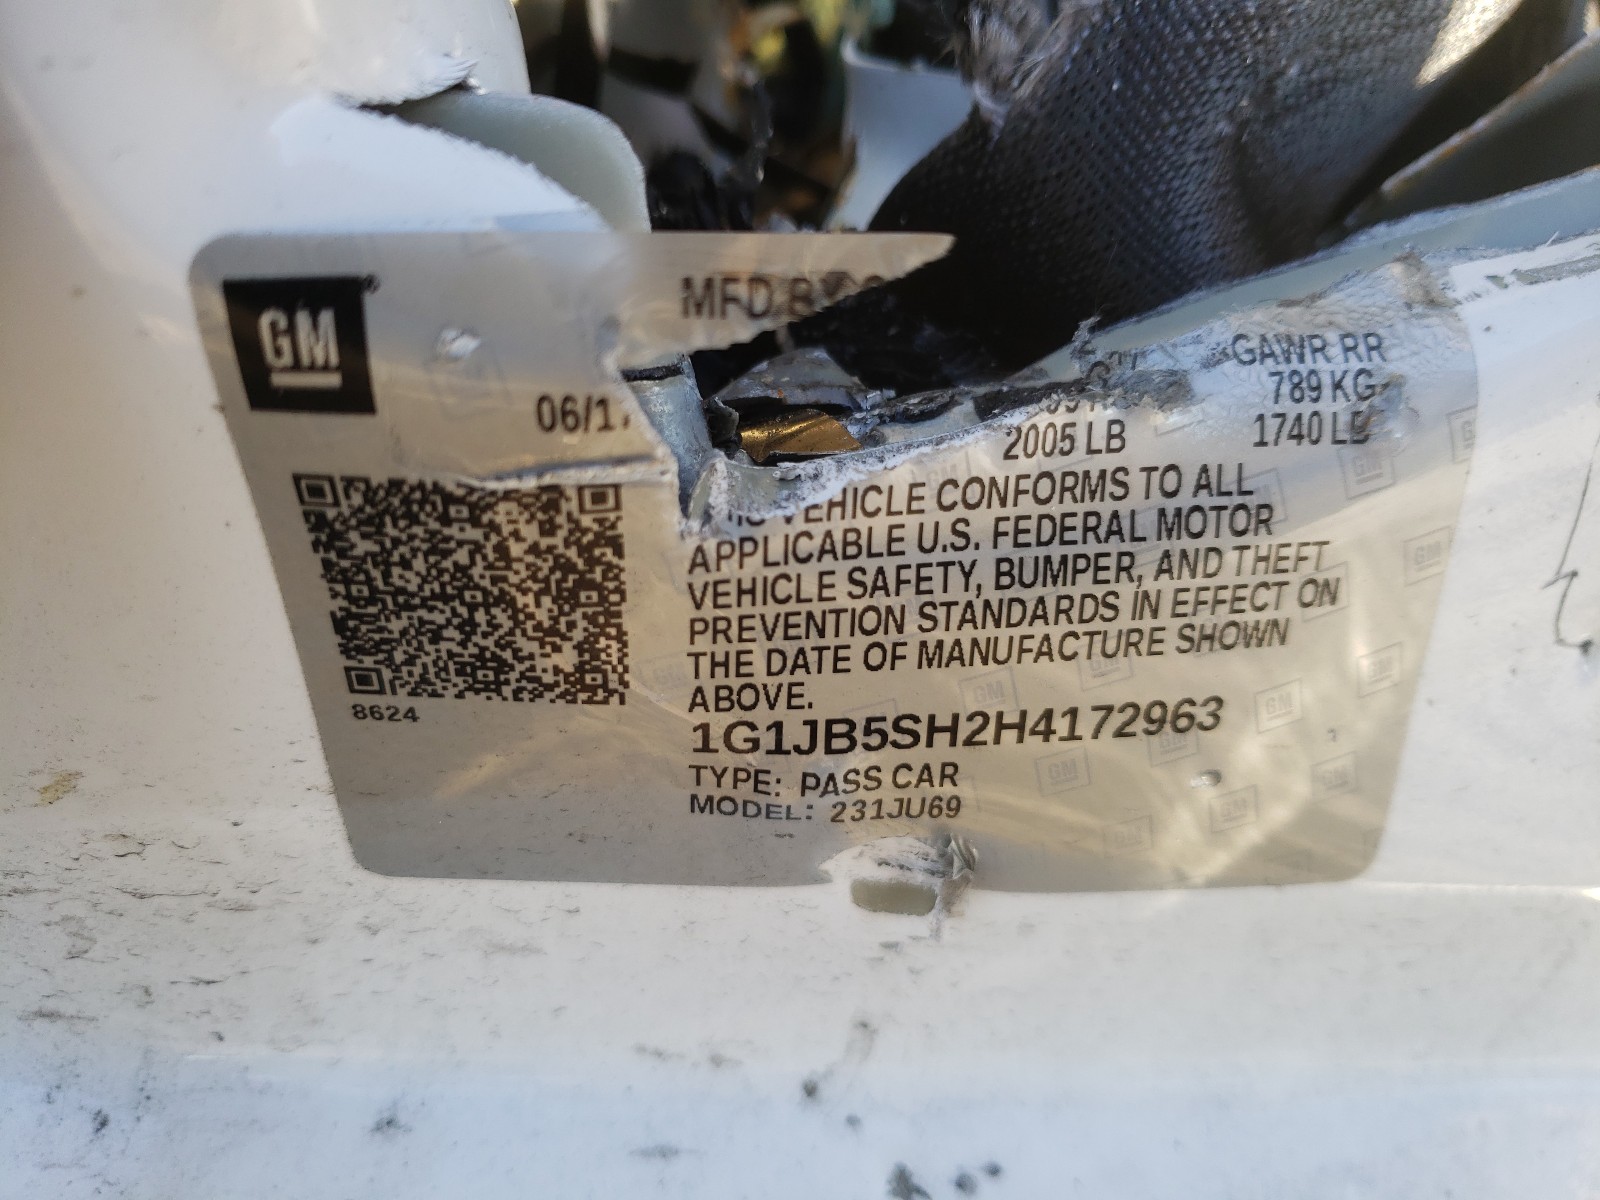 GM
MFD BY
06/17
GAWR RR
789 KG
2005 LB 1740 LB
VEHICLE CONFORMS TO ALL
APPLICABLE U.S. FEDERAL MOTOR
VEHICLE SAFETY, BUMPER, AND THEFT
PREVENTION STANDARDS IN EFFECT ON
THE DATE OF MANUFACTURE SHOWN
ABOVE.
8624
1G1JB5SH2H4172963
TYPE: PASS CAR
MODEL: 231JU69